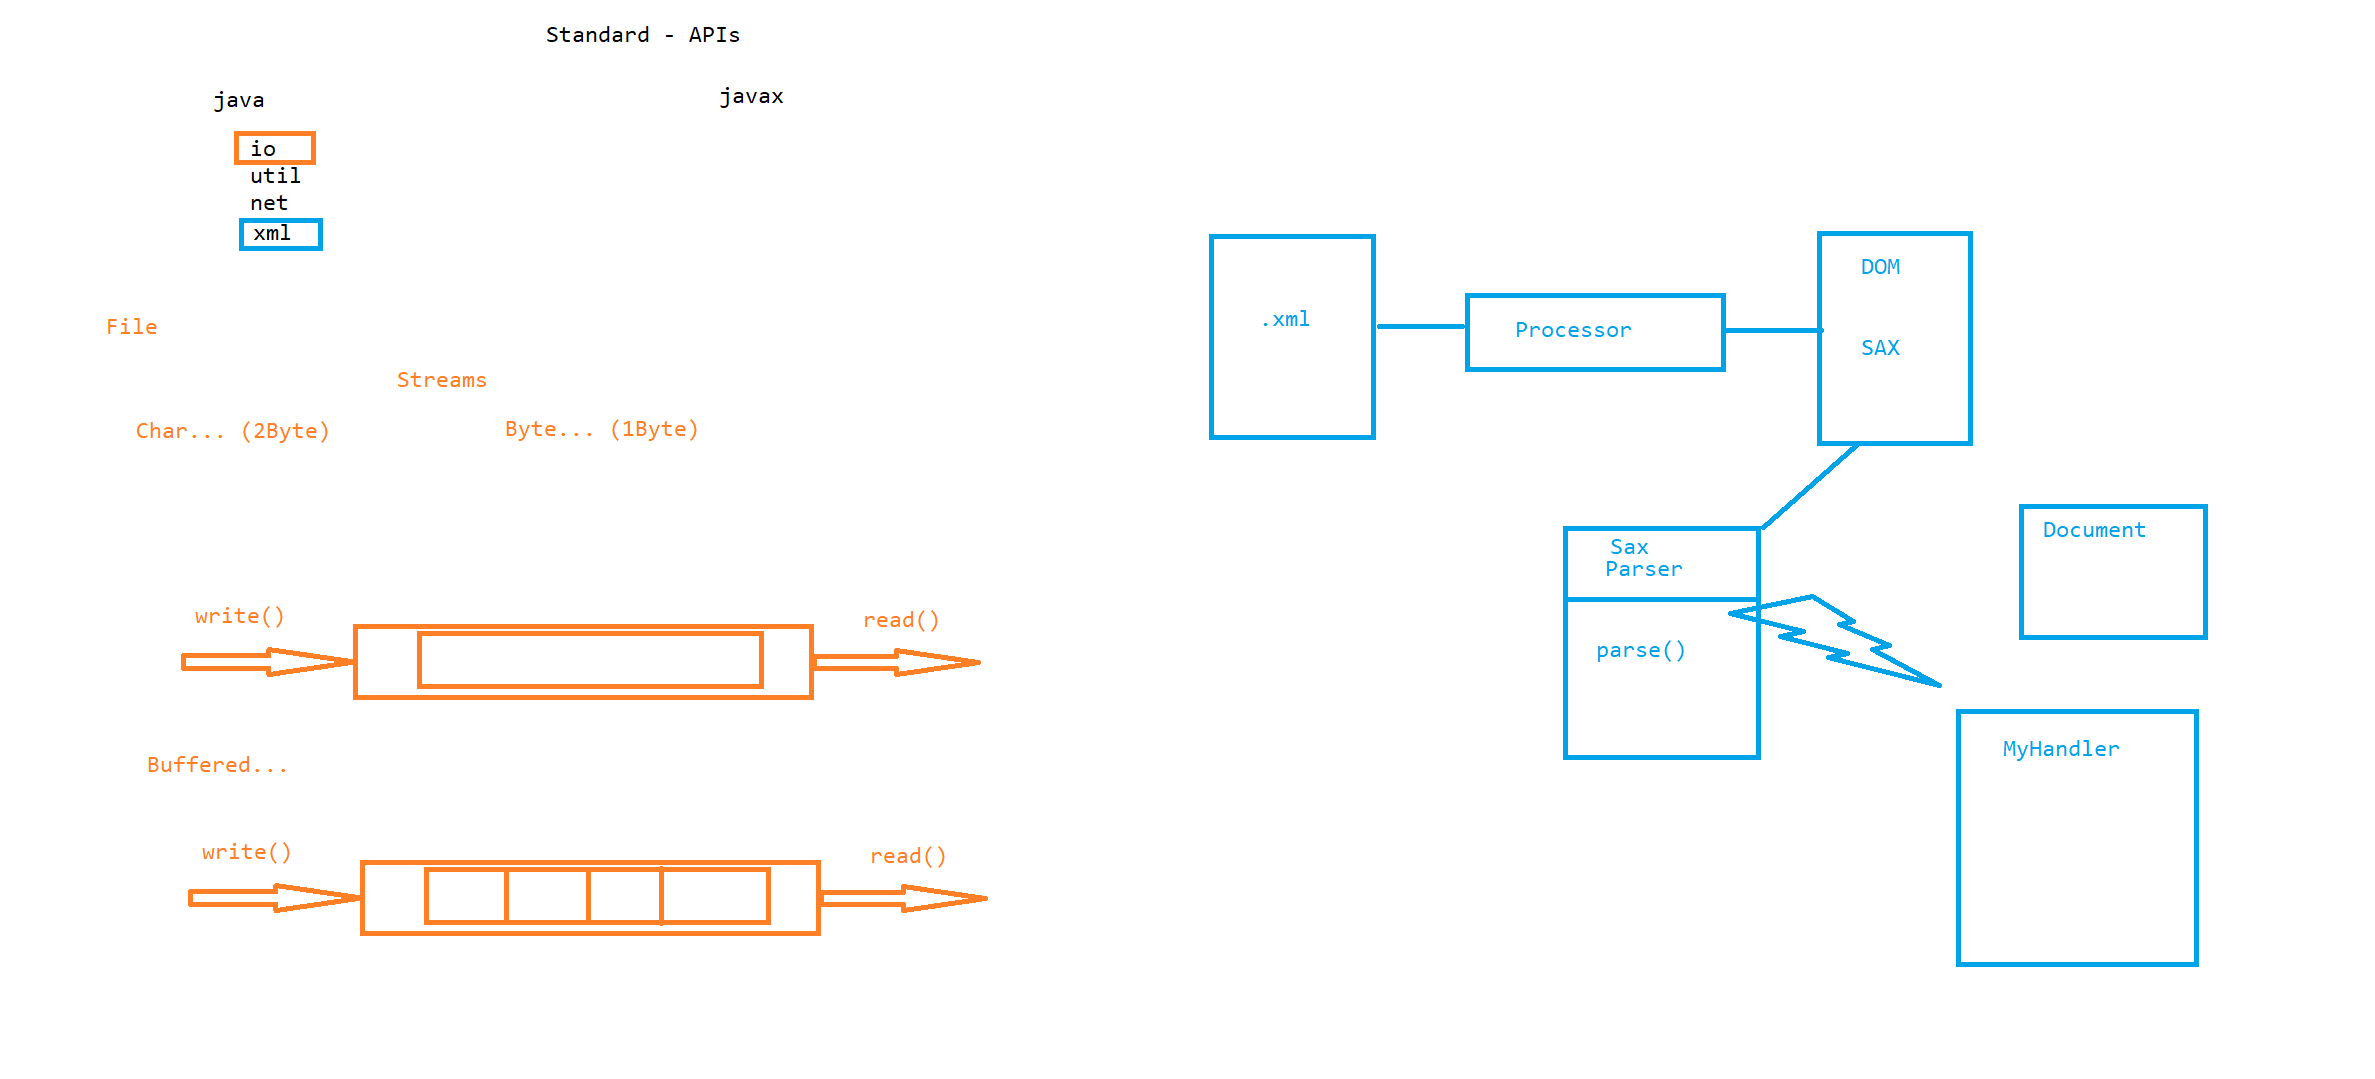 Standard - APIs
java
javax
io
util
net
xml
File
Streams
Char... (2Byte)
Byte... (1Byte)
write()
read()
Buffered...
write()
read()
.xml
Processor
DOM
SAX
Sax
Parser
parse()
Document
MyHandler